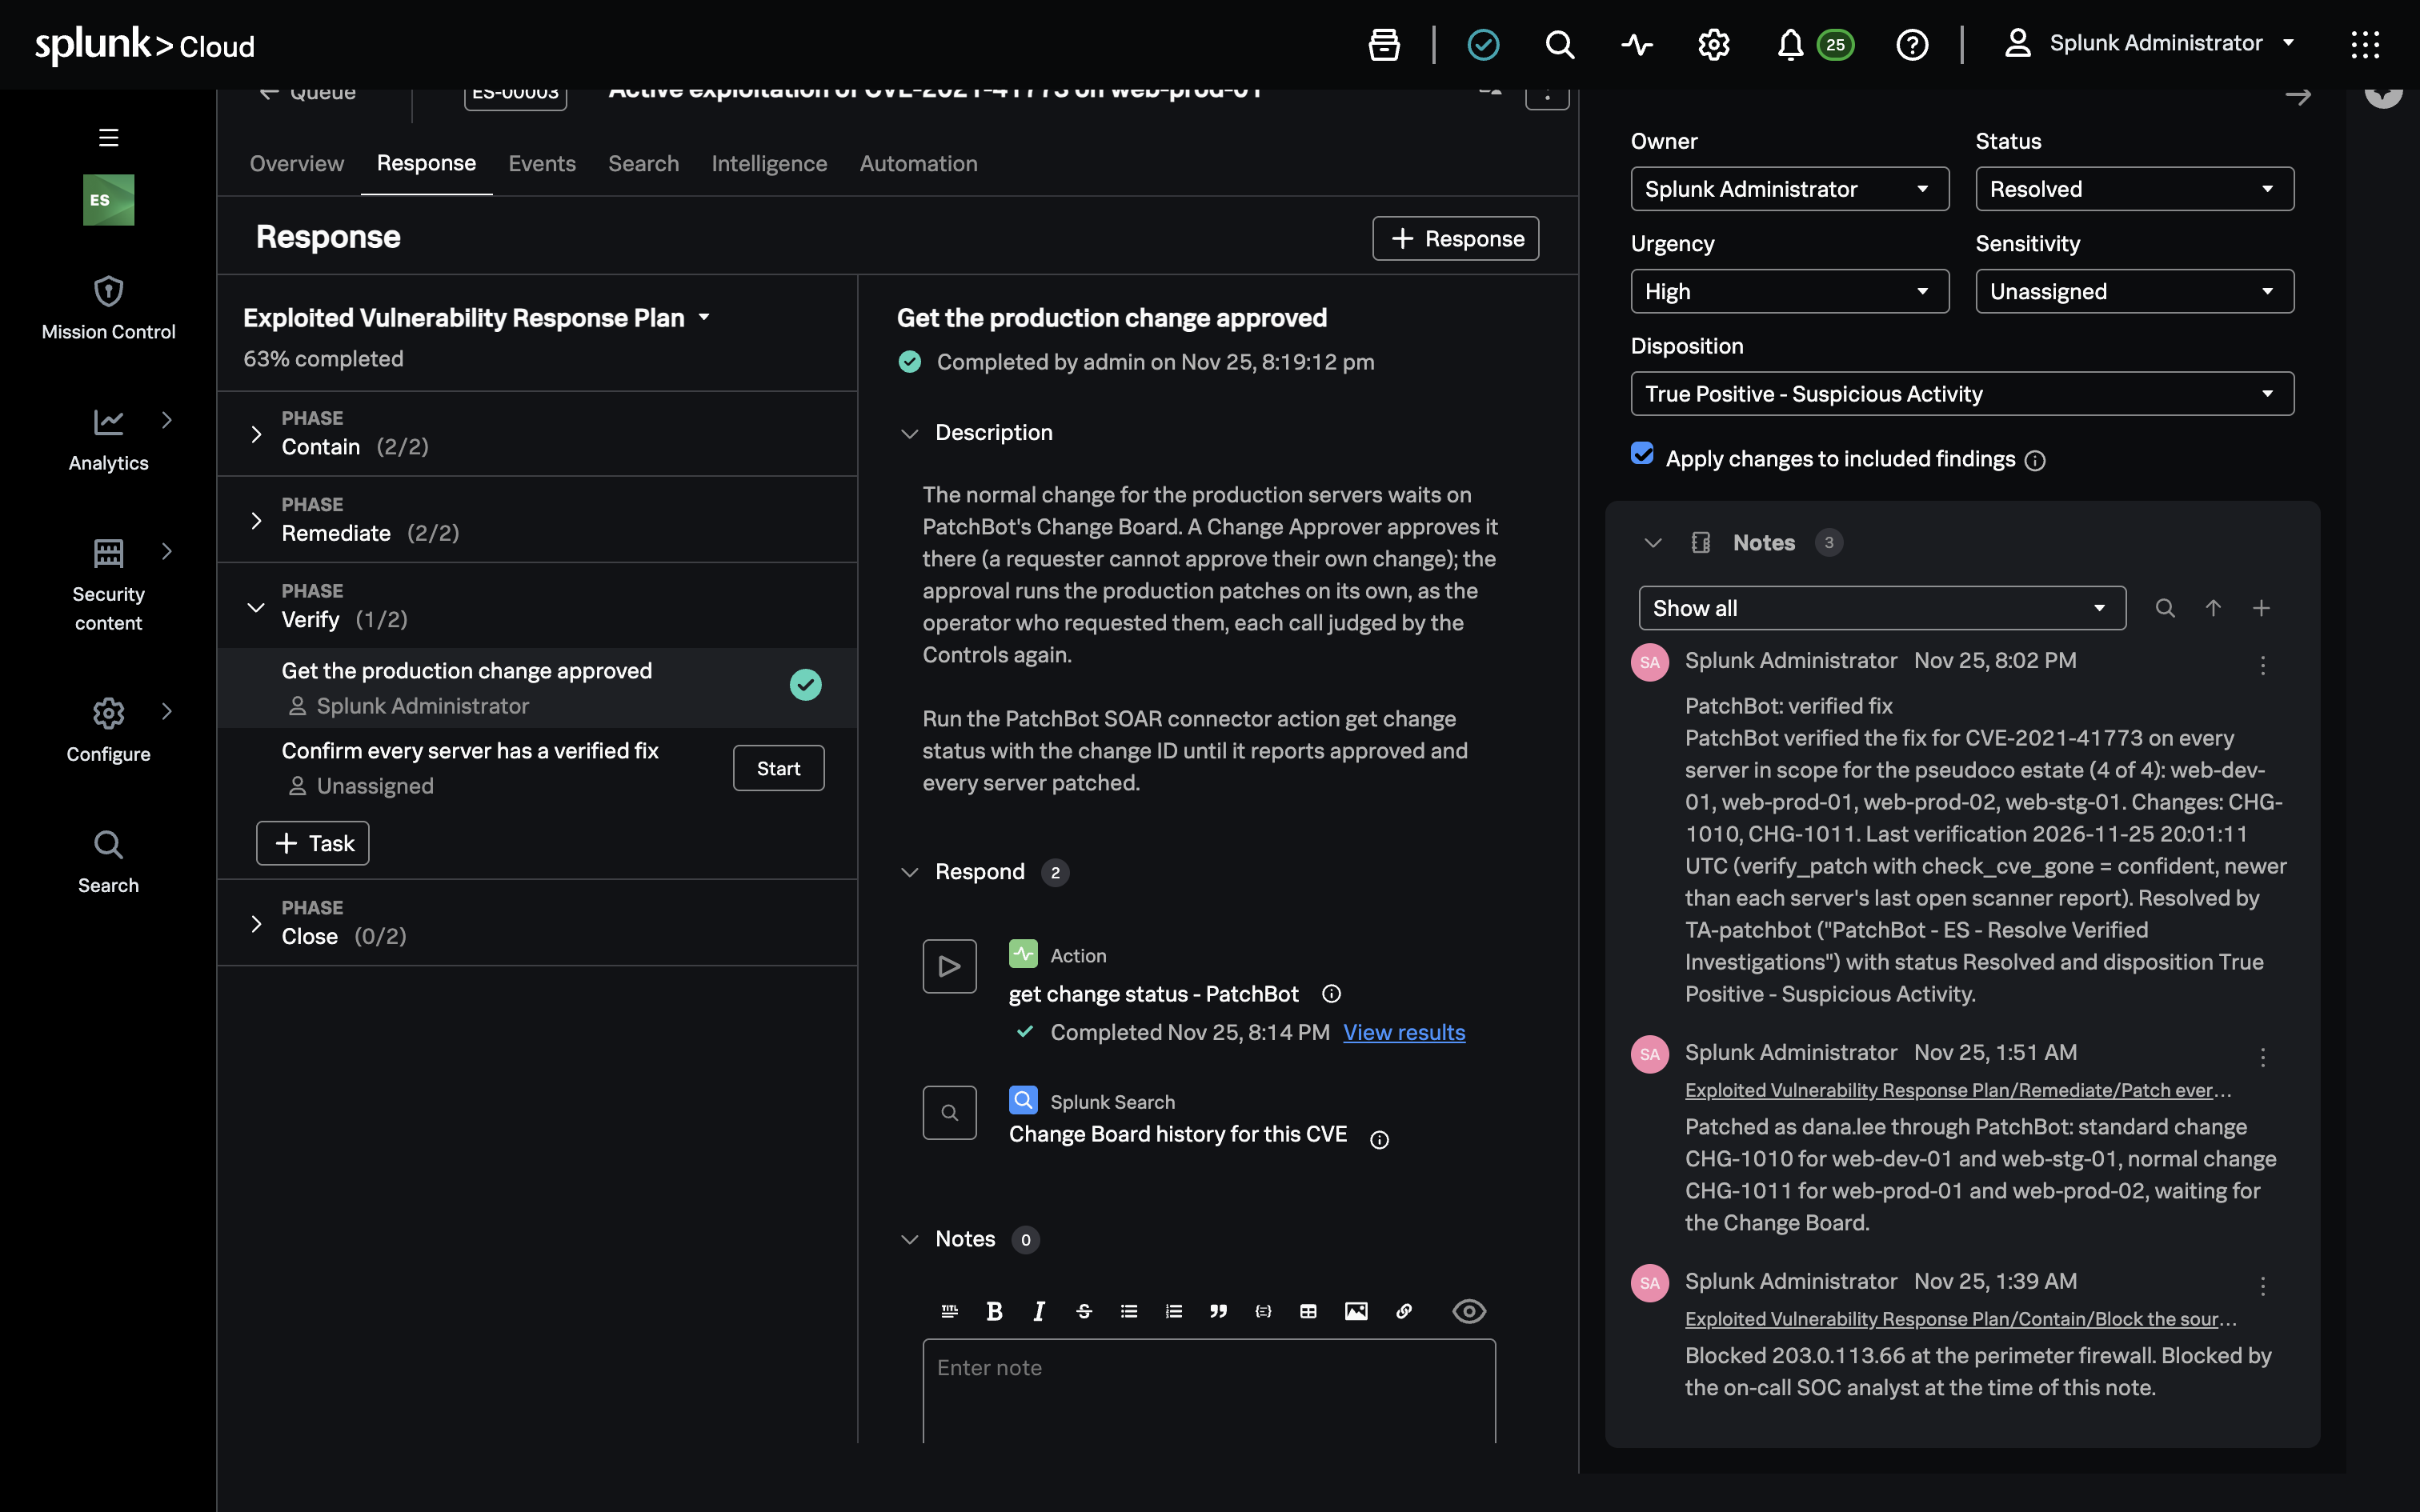 splunk>Cloud
25
Splunk Administrator
Queue
ES-00003
Active exploitation of CVE-2021-41773 on web-prod-01
ES
Mission Control
Analytics
Security
content
Configure
Search
Overview
Response
Events
Search
Intelligence
Automation
Response
+ Response
Exploited Vulnerability Response Plan
63% completed
PHASE
Contain (2/2)
PHASE
Remediate (2/2)
PHASE
Verify (1/2)
Get the production change approved
Splunk Administrator
Confirm every server has a verified fix
Unassigned
Start
+ Task
PHASE
Close (0/2)
Get the production change approved
Completed by admin on Nov 25, 8:19:12 pm
Description
The normal change for the production servers waits on
PatchBot's Change Board. A Change Approver approves it
there (a requester cannot approve their own change); the
approval runs the production patches on its own, as the
operator who requested them, each call judged by the
Controls again.
Run the PatchBot SOAR connector action get change
status with the change ID until it reports approved and
every server patched.
Respond 2
Action
get change status - PatchBot
Completed Nov 25, 8:14 PM View results
Splunk Search
Change Board history for this CVE
Notes 0
TITL B I S
Enter note
Owner
Splunk Administrator
Status
Resolved
Urgency
High
Sensitivity
Unassigned
Disposition
True Positive - Suspicious Activity
Apply changes to included findings
Notes 3
Show all
SA Splunk Administrator Nov 25, 8:02 PM
PatchBot: verified fix
PatchBot verified the fix for CVE-2021-41773 on every
server in scope for the pseudoco estate (4 of 4): web-dev-
01, web-prod-01, web-prod-02, web-stg-01. Changes: CHG-
1010, CHG-1011. Last verification 2026-11-25 20:01:11
UTC (verify_patch with check_cve_gone = confident, newer
than each server's last open scanner report). Resolved by
TA-patchbot ("PatchBot - ES - Resolve Verified
Investigations") with status Resolved and disposition True
Positive - Suspicious Activity.
SA Splunk Administrator Nov 25, 1:51 AM
Exploited Vulnerability Response Plan/Remediate/Patch ever...
Patched as dana.lee through PatchBot: standard change
CHG-1010 for web-dev-01 and web-stg-01, normal change
CHG-1011 for web-prod-01 and web-prod-02, waiting for
the Change Board.
SA Splunk Administrator Nov 25, 1:39 AM
Exploited Vulnerability Response Plan/Contain/Block the sour...
Blocked 203.0.113.66 at the perimeter firewall. Blocked by
the on-call SOC analyst at the time of this note.